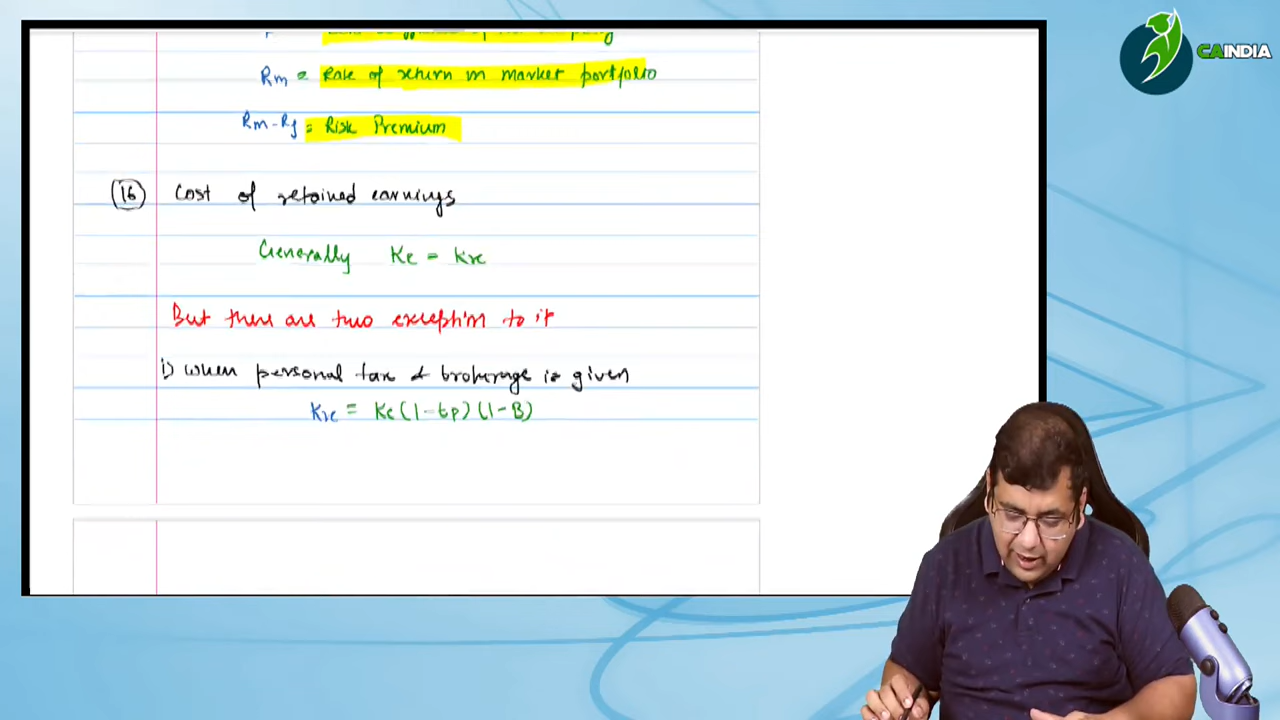 Rm = Rate of return in market portfolio
Rm-Rf = Risk Premium
CAINDIA
(16) Cost of retained earnings
Generally Ke = Kre
But there are two exception to it
i) When personal tax & brokerage is given
Kre = Ke(1-tp)(1-B)